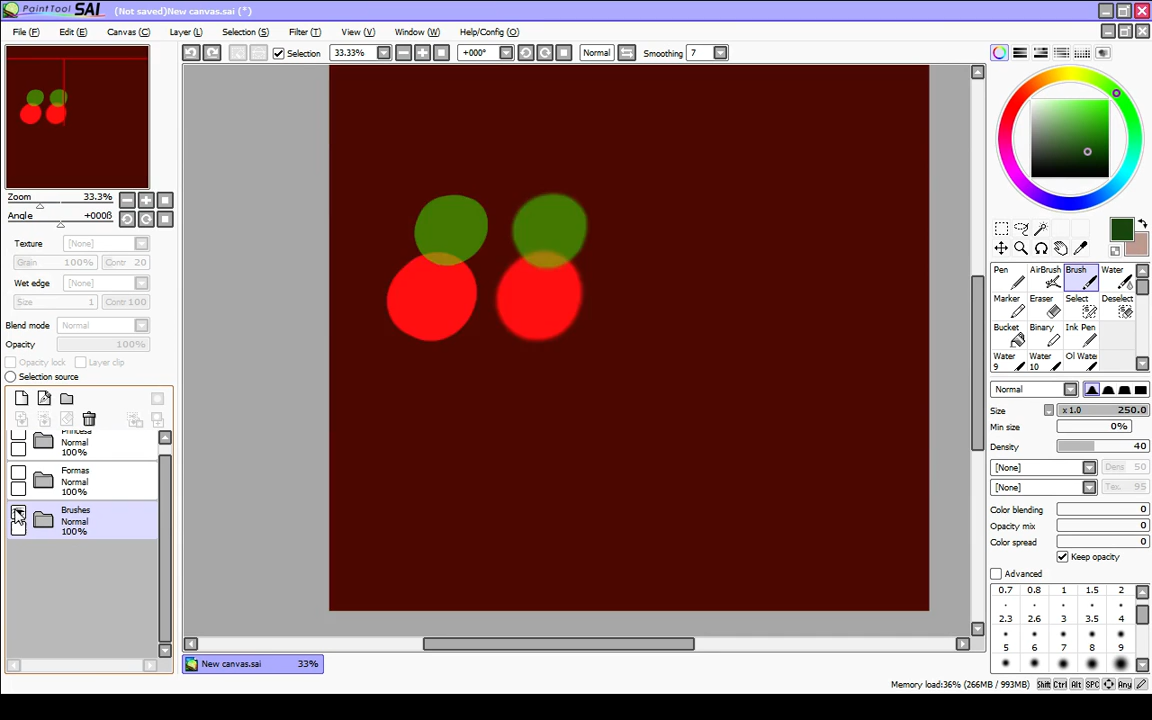 PaintTool SAI (Not saved)New canvas.sai (*)
File (F) Edit (E) Canvas (C) Layer (L) Selection (S) Filter (T) View (V) Window (W) Help/Config (O)
Selection 33.33% +000° Normal Smoothing 7
Zoom 33.3%
Angle +000ß
Texture [None]
Grain 100% Contr 20
Wet edge [None]
Size 1 Contr 100
Blend mode Normal
Opacity 100%
Opacity lock Layer clip
Selection source
Princesa
Normal
100%
Formas
Normal
100%
Brushes
Normal
100%
New canvas.sai 33%
Pen AirBrush Brush Water
Marker Eraser Select Deselect
Bucket Binary Ink Pen
Water 9 Water 10 Oil Wate
Normal
Size x 1.0 250.0
Min size 0%
Density 40
[None] Dens 50
[None] Tex. 95
Color blending 0
Opacity mix 0
Color spread 0
Keep opacity
Advanced
0.7 0.8 1 1.5 2
2.3 2.6 3 3.5 4
5 6 7 8 9
Memory load:36% (266MB / 993MB) Shift Ctrl Alt SPC Any